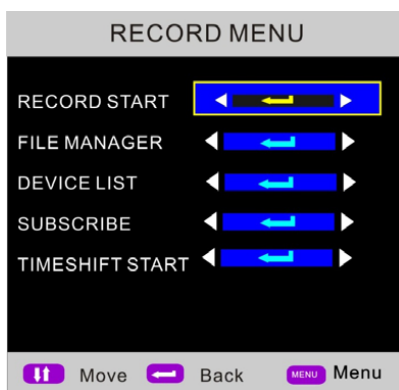 RECORD MENU
RECORD START
FILE MANAGER
DEVICE LIST
SUBSCRIBE
TIMESHIFT START
Move Back MENU Menu